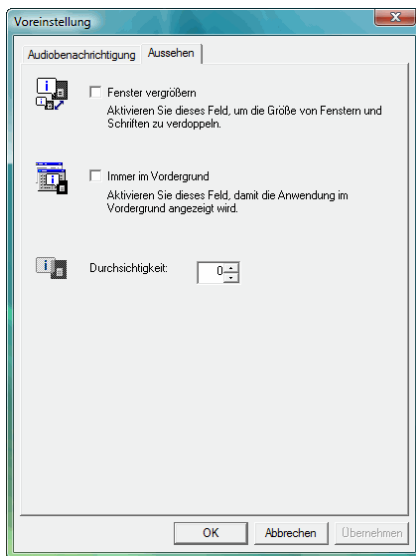 Voreinstellung
Audiobenachrichtigung
Aussehen
Fenster vergrößern
Aktivieren Sie dieses Feld, um die Größe von Fenstern und
Schriften zu verdoppeln.
Immer im Vordergrund
Aktivieren Sie dieses Feld, damit die Anwendung im
Vordergrund angezeigt wird.
Durchsichtigkeit:
0
OK
Abbrechen
Übernehmen